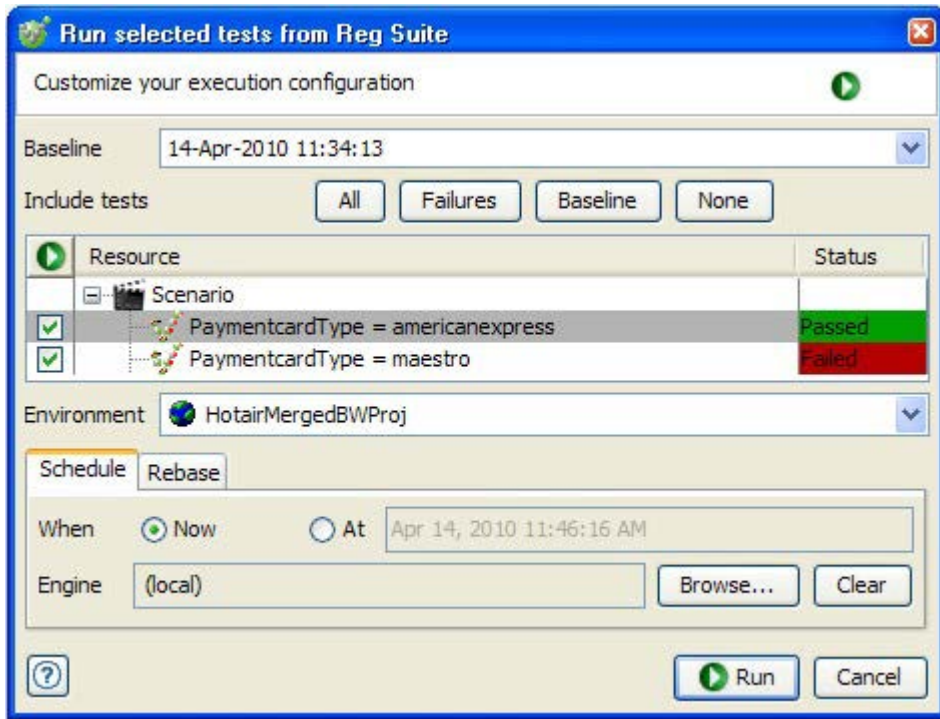 Run selected tests from Reg Suite
Customize your execution configuration
Baseline 14-Apr-2010 11:34:13
Include tests All Failures Baseline None
Resource Status
Scenario
PaymentcardType = americanexpress Passed
PaymentcardType = maestro Failed
Environment HotairMergedBWProj
Schedule Rebase
When Now At Apr 14, 2010 11:46:16 AM
Engine (local) Browse... Clear
? Run Cancel